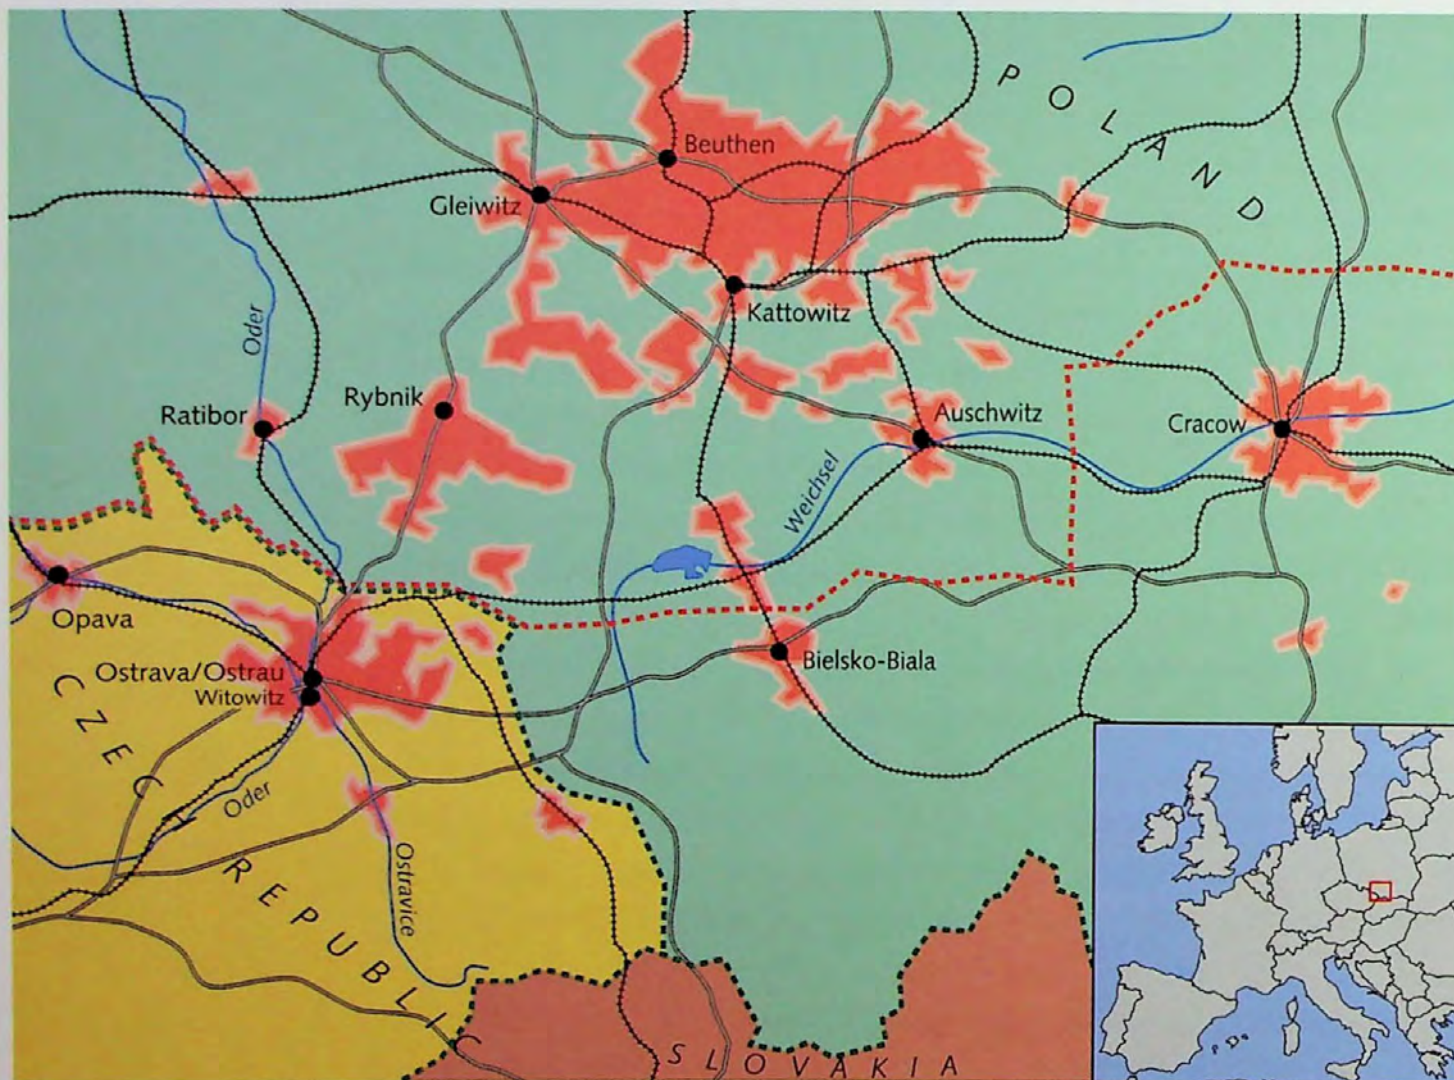 POLAND
Beuthen
Gleiwitz
Kattowitz
Oder
Rybnik
Ratibor
Auschwitz
Cracow
Weichsel
Opava
Ostrava/Ostrau
Witowitz
Bielsko-Biala
CZECH REPUBLIC
Oder
Ostravice
SLOVAKIA